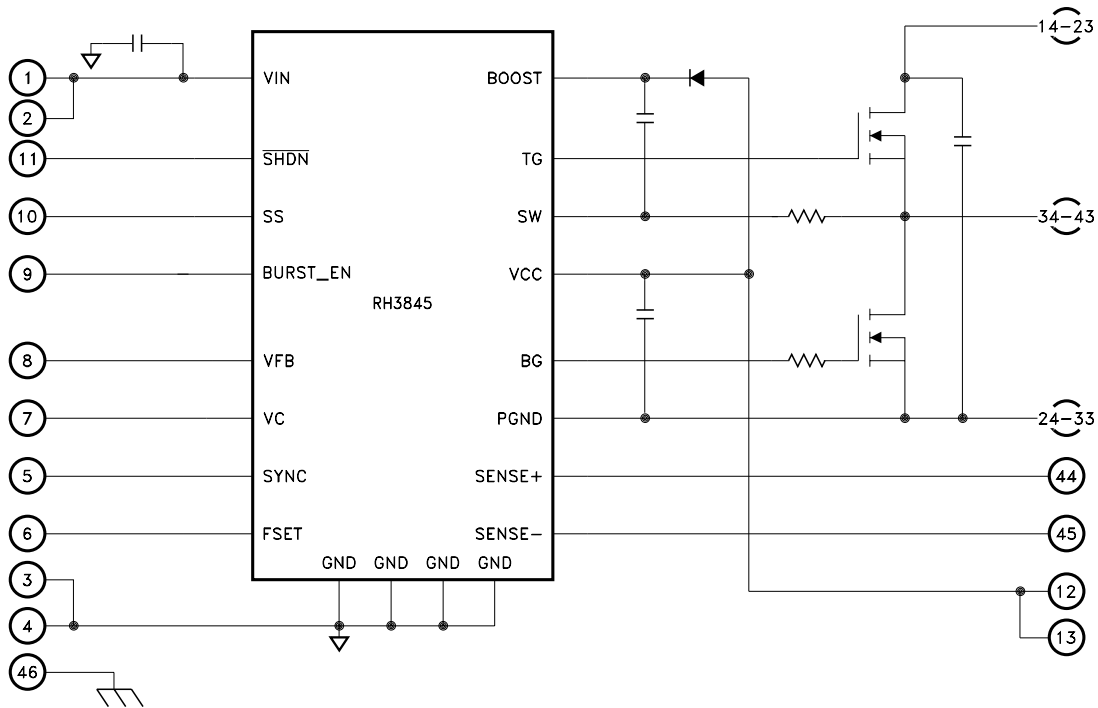 14-23
1
VIN
BOOST
2
11
SHDN
TG
10
SS
SW
34-43
9
BURST_EN
VCC
RH3845
8
VFB
BG
7
VC
PGND
24-33
5
SYNC
SENSE+
44
6
FSET
SENSE-
45
GND GND GND GND
3
12
4
13
46